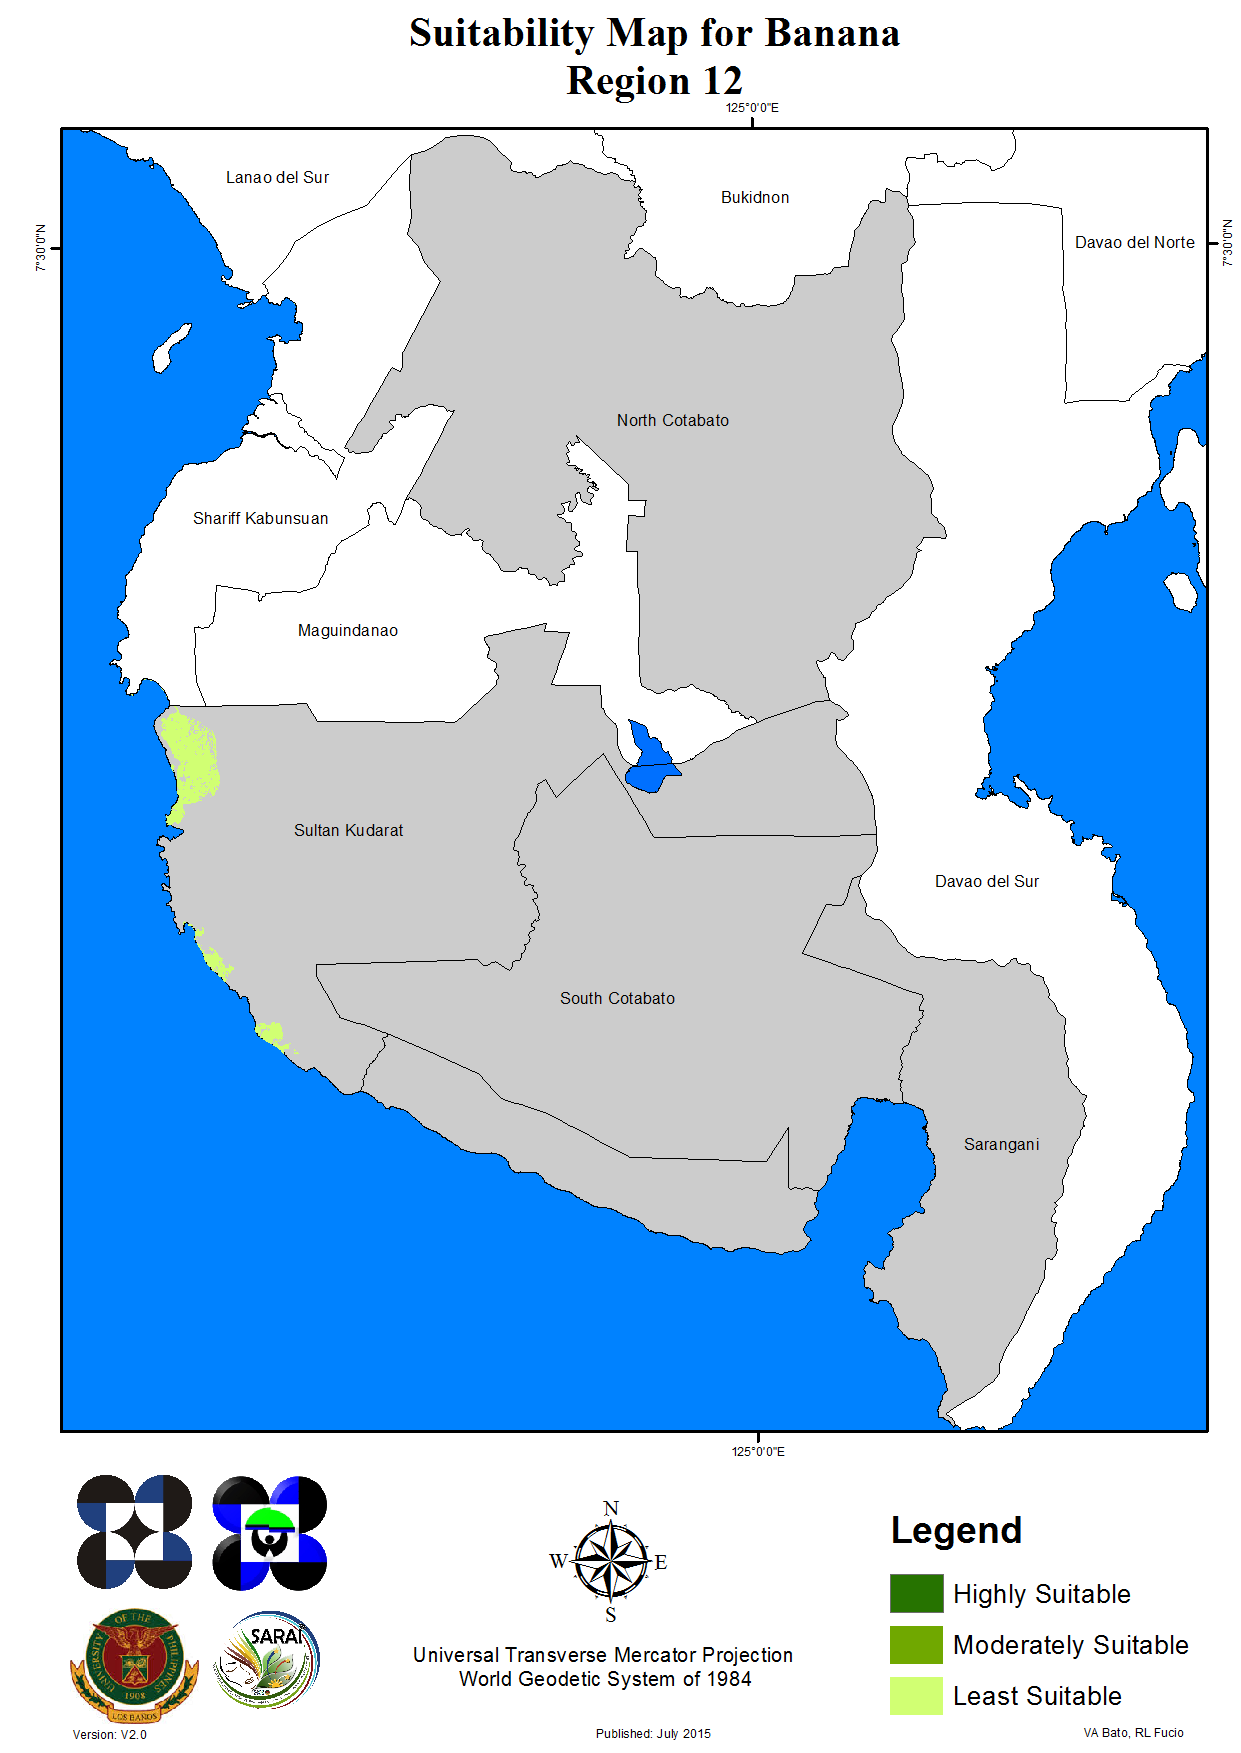 Suitability Map for Banana
Region 12
125°0'0"E
Lanao del Sur
Bukidnon
Davao del Norte
7°30'0"N
7°30'0"N
North Cotabato
Shariff Kabunsuan
Maguindanao
Sultan Kudarat
Davao del Sur
South Cotabato
Sarangani
125°0'0"E
N
W
E
S
Legend
Highly Suitable
Moderately Suitable
Least Suitable
UNIVERSITY OF THE PHILIPPINES
1908
LOS BAÑOS
SARAI
Universal Transverse Mercator Projection
World Geodetic System of 1984
Version: V2.0
Published: July 2015
VA Bato, RL Fucio